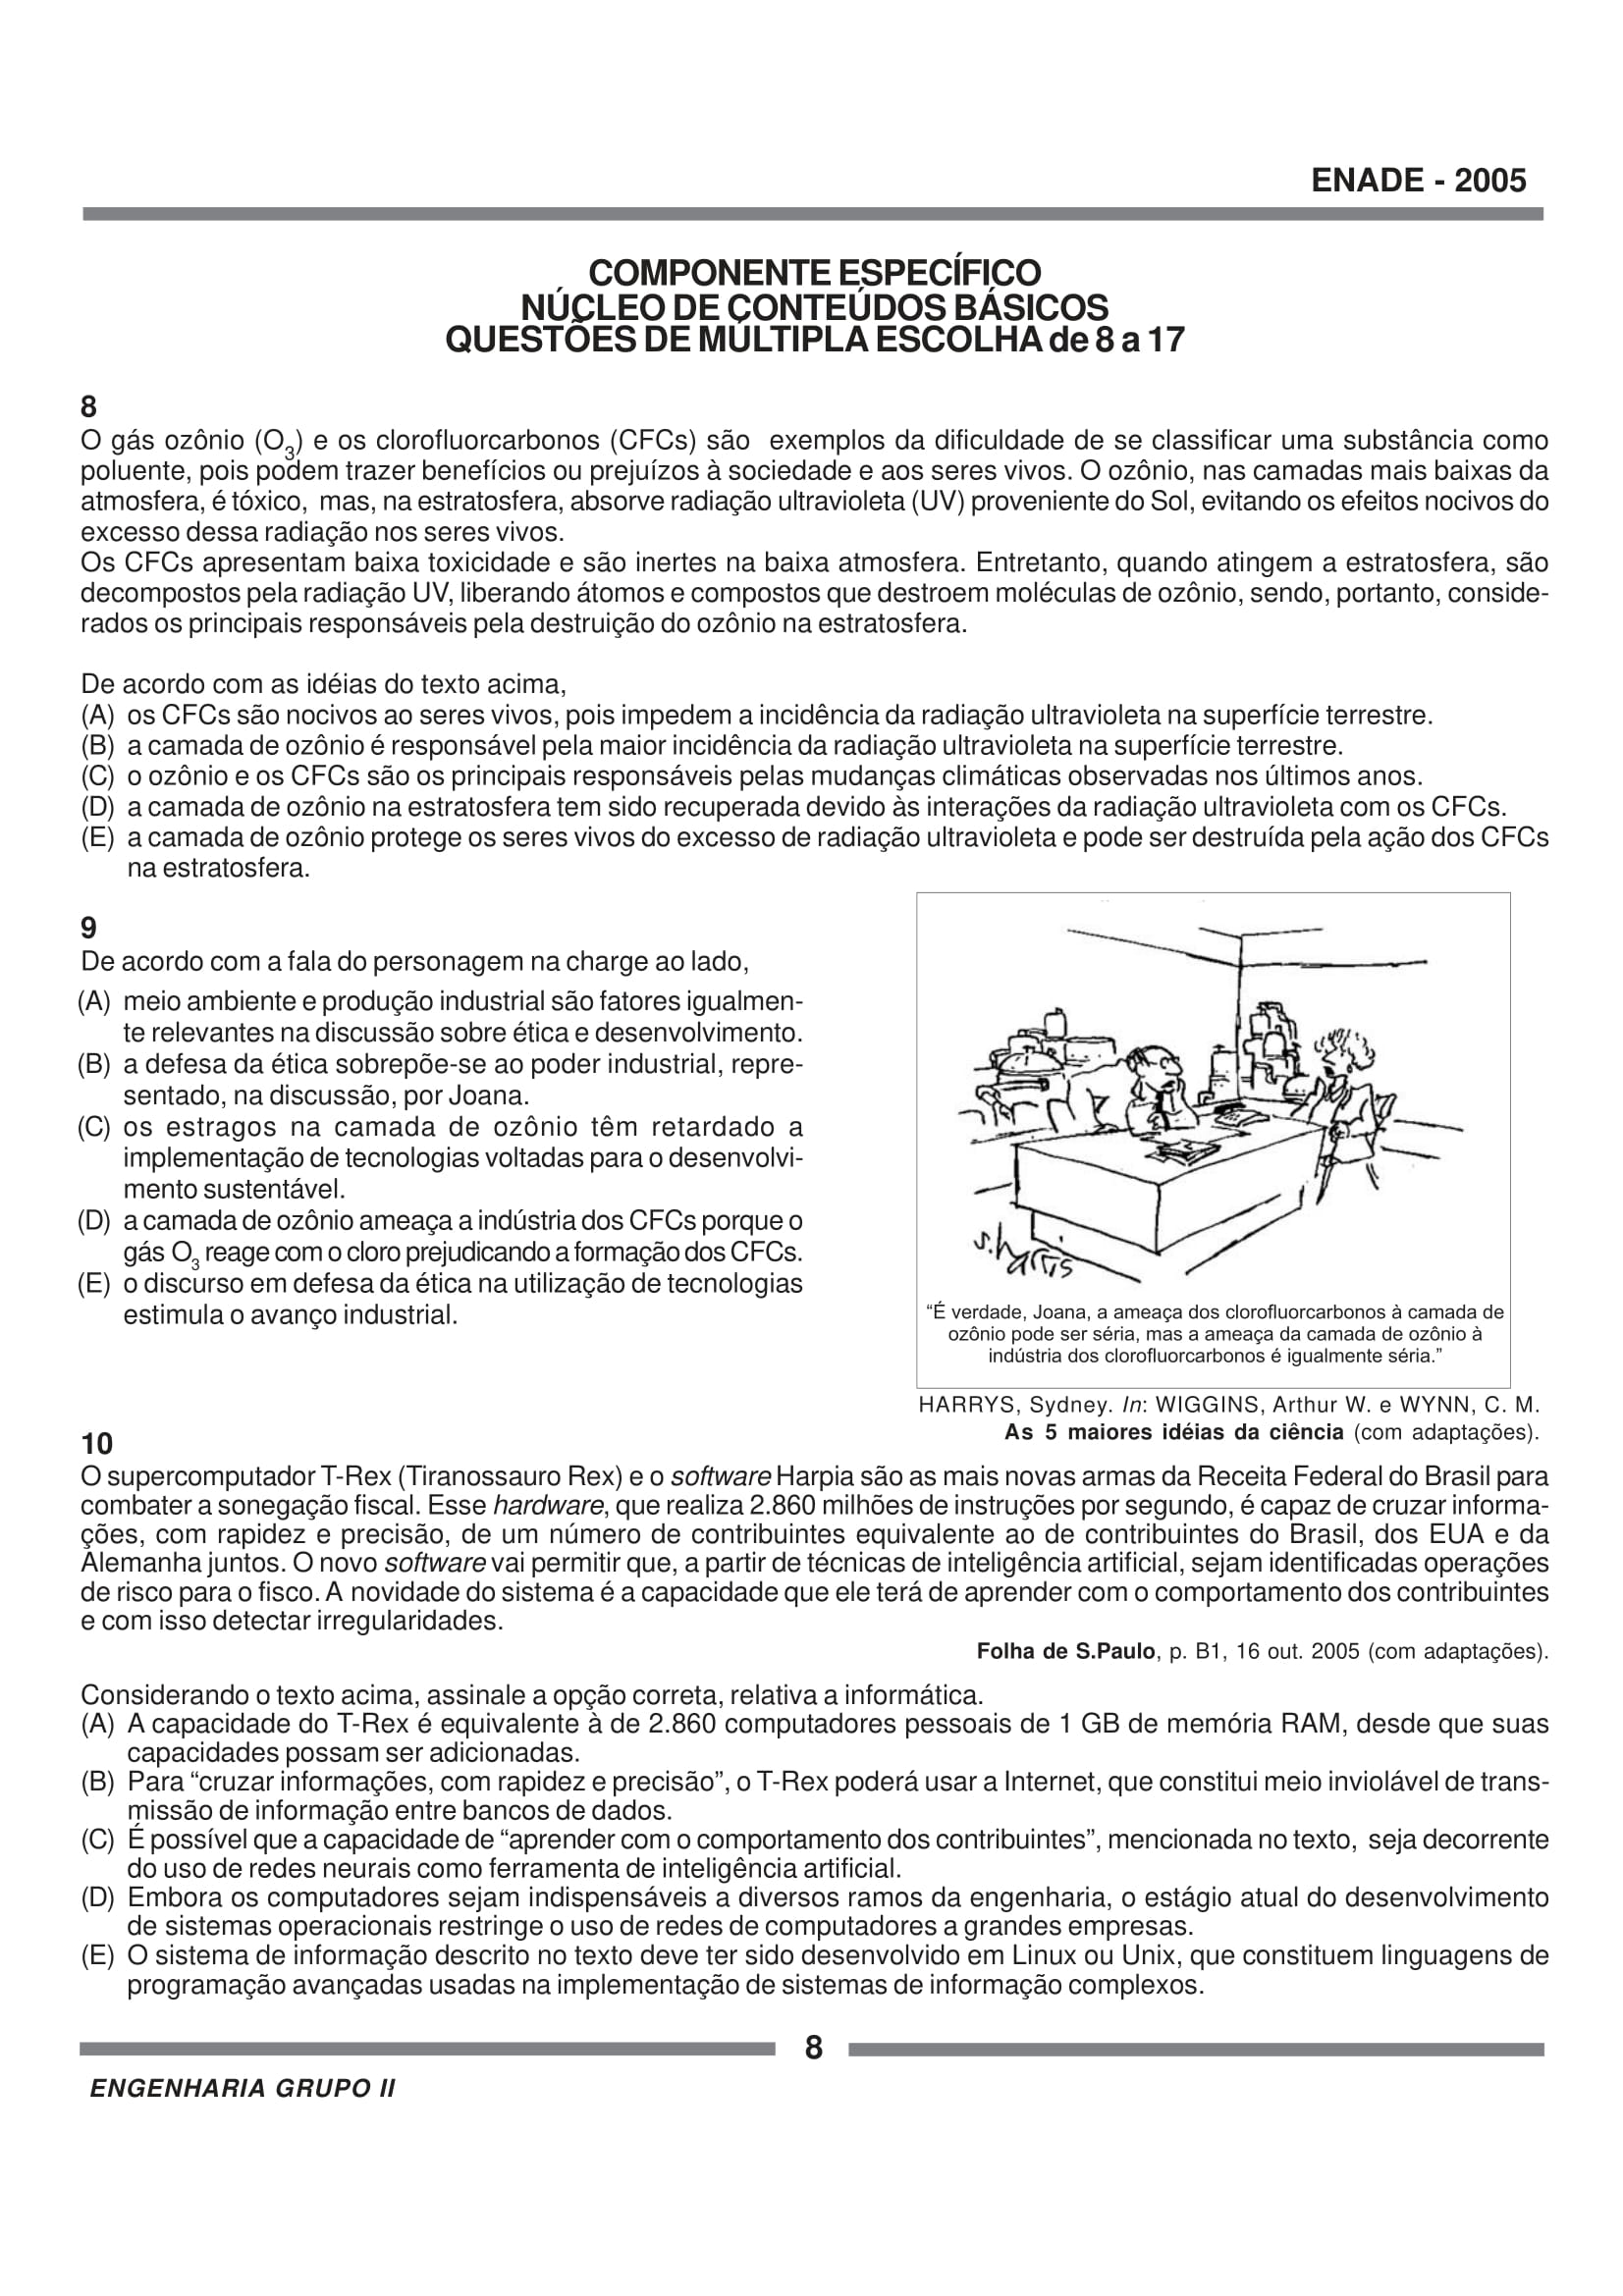 ENADE - 2005
COMPONENTE ESPECÍFICO
NÚCLEO DE CONTEÚDOS BÁSICOS
QUESTÕES DE MÚLTIPLA ESCOLHA de 8 a 17
8
O gás ozônio (O3) e os clorofluorcarbonos (CFCs) são exemplos da dificuldade de se classificar uma substância como
poluente, pois podem trazer benefícios ou prejuízos à sociedade e aos seres vivos. O ozônio, nas camadas mais baixas da
atmosfera, é tóxico, mas, na estratosfera, absorve radiação ultravioleta (UV) proveniente do Sol, evitando os efeitos nocivos do
excesso dessa radiação nos seres vivos.
Os CFCs apresentam baixa toxicidade e são inertes na baixa atmosfera. Entretanto, quando atingem a estratosfera, são
decompostos pela radiação UV, liberando átomos e compostos que destroem moléculas de ozônio, sendo, portanto, conside-
rados os principais responsáveis pela destruição do ozônio na estratosfera.
De acordo com as idéias do texto acima,
(A) os CFCs são nocivos ao seres vivos, pois impedem a incidência da radiação ultravioleta na superfície terrestre.
(B) a camada de ozônio é responsável pela maior incidência da radiação ultravioleta na superfície terrestre.
(C) o ozônio e os CFCs são os principais responsáveis pelas mudanças climáticas observadas nos últimos anos.
(D) a camada de ozônio na estratosfera tem sido recuperada devido às interações da radiação ultravioleta com os CFCs.
(E) a camada de ozônio protege os seres vivos do excesso de radiação ultravioleta e pode ser destruída pela ação dos CFCs
na estratosfera.
9
De acordo com a fala do personagem na charge ao lado,
(A) meio ambiente e produção industrial são fatores igualmen-
te relevantes na discussão sobre ética e desenvolvimento.
(B) a defesa da ética sobrepõe-se ao poder industrial, repre-
sentado, na discussão, por Joana.
(C) os estragos na camada de ozônio têm retardado a
implementação de tecnologias voltadas para o desenvolvi-
mento sustentável.
(D) a camada de ozônio ameaça a indústria dos CFCs porque o
gás O3 reage com o cloro prejudicando a formação dos CFCs.
(E) o discurso em defesa da ética na utilização de tecnologias
estimula o avanço industrial.
s.harris
“É verdade, Joana, a ameaça dos clorofluorcarbonos à camada de
ozônio pode ser séria, mas a ameaça da camada de ozônio à
indústria dos clorofluorcarbonos é igualmente séria.”
HARRYS, Sydney. In: WIGGINS, Arthur W. e WYNN, C. M.
As 5 maiores idéias da ciência (com adaptações).
10
O supercomputador T-Rex (Tiranossauro Rex) e o software Harpia são as mais novas armas da Receita Federal do Brasil para
combater a sonegação fiscal. Esse hardware, que realiza 2.860 milhões de instruções por segundo, é capaz de cruzar informa-
ções, com rapidez e precisão, de um número de contribuintes equivalente ao de contribuintes do Brasil, dos EUA e da
Alemanha juntos. O novo software vai permitir que, a partir de técnicas de inteligência artificial, sejam identificadas operações
de risco para o fisco. A novidade do sistema é a capacidade que ele terá de aprender com o comportamento dos contribuintes
e com isso detectar irregularidades.
Folha de S.Paulo, p. B1, 16 out. 2005 (com adaptações).
Considerando o texto acima, assinale a opção correta, relativa a informática.
(A) A capacidade do T-Rex é equivalente à de 2.860 computadores pessoais de 1 GB de memória RAM, desde que suas
capacidades possam ser adicionadas.
(B) Para “cruzar informações, com rapidez e precisão”, o T-Rex poderá usar a Internet, que constitui meio inviolável de trans-
missão de informação entre bancos de dados.
(C) É possível que a capacidade de “aprender com o comportamento dos contribuintes”, mencionada no texto, seja decorrente
do uso de redes neurais como ferramenta de inteligência artificial.
(D) Embora os computadores sejam indispensáveis a diversos ramos da engenharia, o estágio atual do desenvolvimento
de sistemas operacionais restringe o uso de redes de computadores a grandes empresas.
(E) O sistema de informação descrito no texto deve ter sido desenvolvido em Linux ou Unix, que constituem linguagens de
programação avançadas usadas na implementação de sistemas de informação complexos.
8
ENGENHARIA GRUPO II